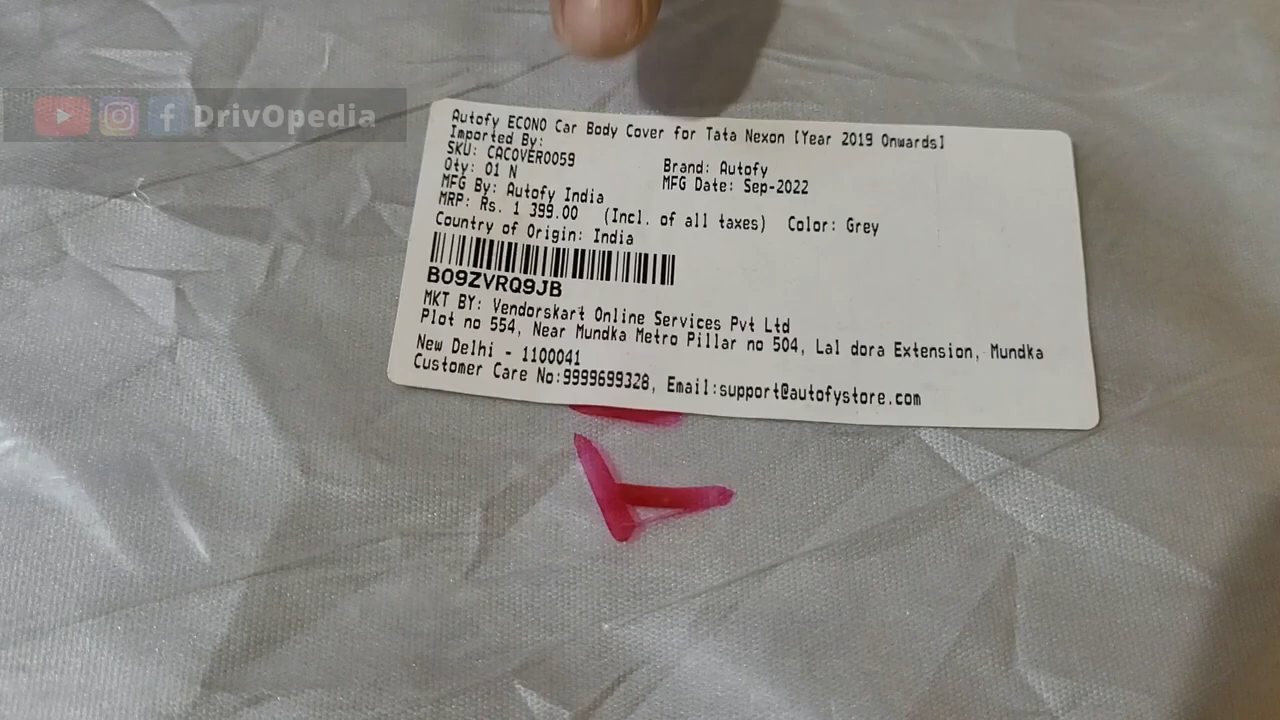 DrivOpedia
Autofy ECONO Car Body Cover for Tata Nexon [Year 2019 Onwards]
Imported By:
SKU: CACOVER0059
Brand: Autofy
Qty: 01 N
MFG Date: Sep-2022
MFG By: Autofy India
MRP: Rs. 1 399.00 (Incl. of all taxes) Color: Grey
Country of Origin: India
B09ZVRQ9JB
MKT BY: Vendorskart Online Services Pvt Ltd
Plot no 554, Near Mundka Metro Pillar no 504, Lal dora Extension, Mundka
New Delhi - 1100041
Customer Care No:9999699328, Email:support@autofystore.com